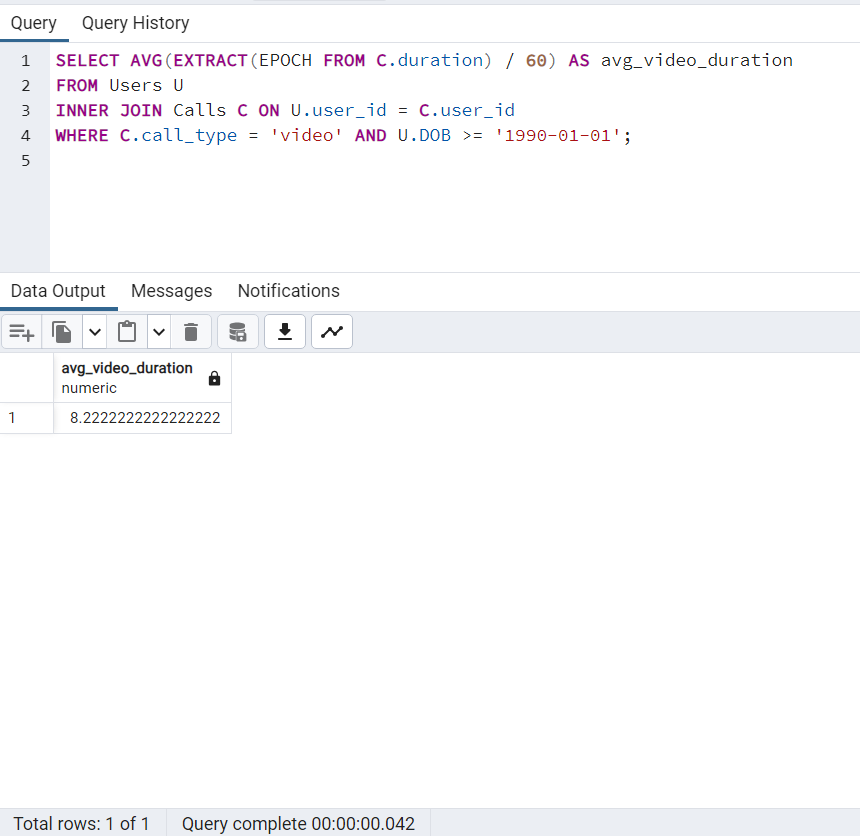 Query Query History
1 SELECT AVG(EXTRACT(EPOCH FROM C.duration) / 60) AS avg_video_duration
2 FROM Users U
3 INNER JOIN Calls C ON U.user_id = C.user_id
4 WHERE C.call_type = 'video' AND U.DOB >= '1990-01-01';
5
Data Output Messages Notifications
avg_video_duration
numeric
1 8.2222222222222222
Total rows: 1 of 1 Query complete 00:00:00.042